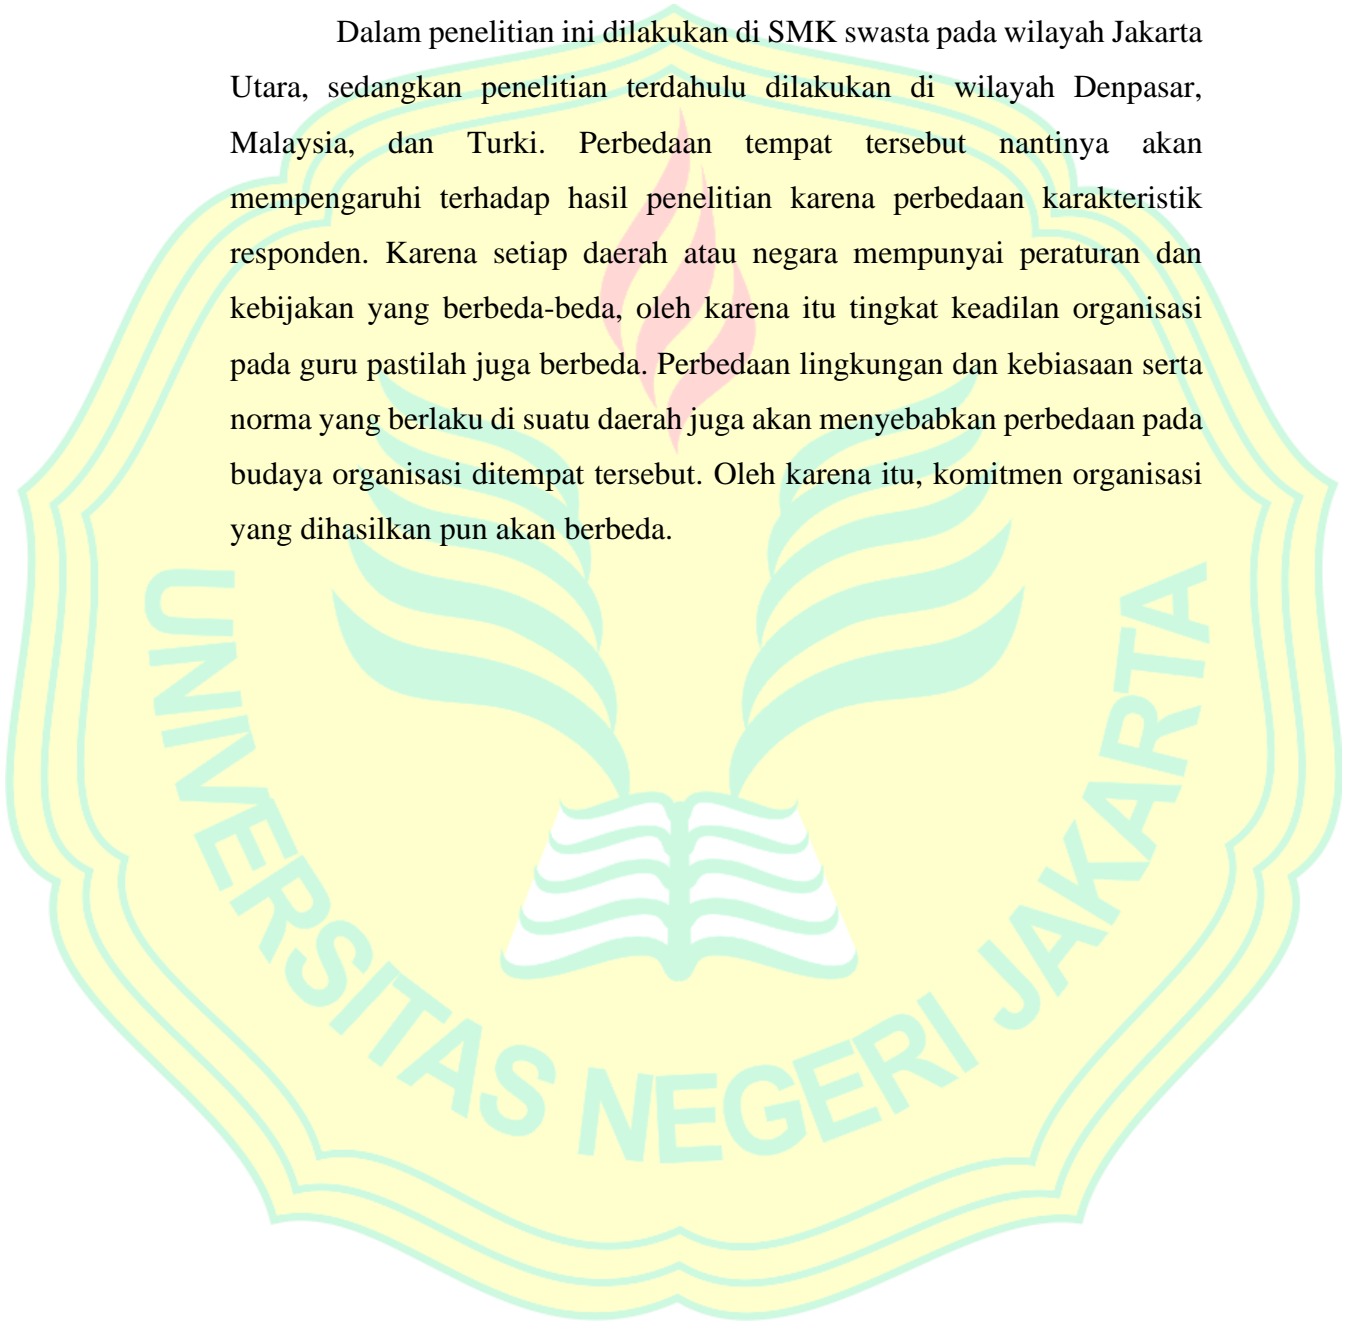 Dalam penelitian ini dilakukan di SMK swasta pada wilayah Jakarta
Utara, sedangkan penelitian terdahulu dilakukan di wilayah Denpasar,
Malaysia, dan Turki. Perbedaan tempat tersebut nantinya akan
mempengaruhi terhadap hasil penelitian karena perbedaan karakteristik
responden. Karena setiap daerah atau negara mempunyai peraturan dan
kebijakan yang berbeda-beda, oleh karena itu tingkat keadilan organisasi
pada guru pastilah juga berbeda. Perbedaan lingkungan dan kebiasaan serta
norma yang berlaku di suatu daerah juga akan menyebabkan perbedaan pada
budaya organisasi ditempat tersebut. Oleh karena itu, komitmen organisasi
yang dihasilkan pun akan berbeda.
UNIVERSITAS NEGERI JAKARTA